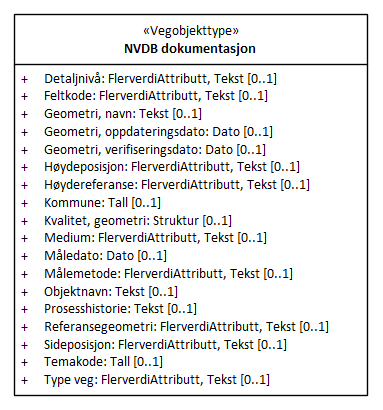 «Vegobjekttype»
NVDB dokumentasjon
+ Detaljnivå: FlerverdiAttributt, Tekst [0..1]
+ Feltkode: FlerverdiAttributt, Tekst [0..1]
+ Geometri, navn: Tekst [0..1]
+ Geometri, oppdateringsdato: Dato [0..1]
+ Geometri, verifiseringsdato: Dato [0..1]
+ Høydeposisjon: FlerverdiAttributt, Tekst [0..1]
+ Høydereferanse: FlerverdiAttributt, Tekst [0..1]
+ Kommune: Tall [0..1]
+ Kvalitet, geometri: Struktur [0..1]
+ Medium: FlerverdiAttributt, Tekst [0..1]
+ Måledato: Dato [0..1]
+ Målemetode: FlerverdiAttributt, Tekst [0..1]
+ Objektnavn: Tekst [0..1]
+ Prosesshistorie: Tekst [0..1]
+ Referansegeometri: FlerverdiAttributt, Tekst [0..1]
+ Sideposisjon: FlerverdiAttributt, Tekst [0..1]
+ Temakode: Tall [0..1]
+ Type veg: FlerverdiAttributt, Tekst [0..1]